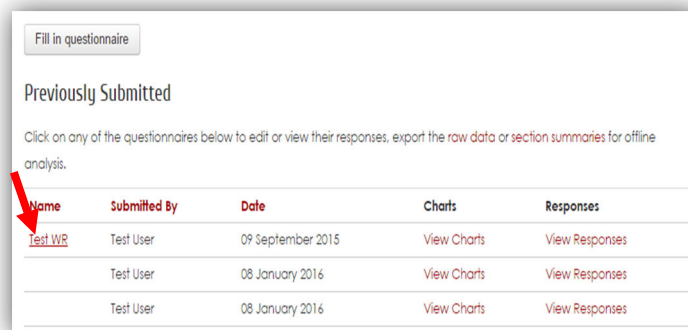 Fill in questionnaire
Previously Submitted
Click on any of the questionnaires below to edit or view their responses, export the raw data or section summaries for offline
analysis.
Name Submitted By Date Charts Responses
Test WR Test User 09 September 2015 View Charts View Responses
Test User 08 January 2016 View Charts View Responses
Test User 08 January 2016 View Charts View Responses